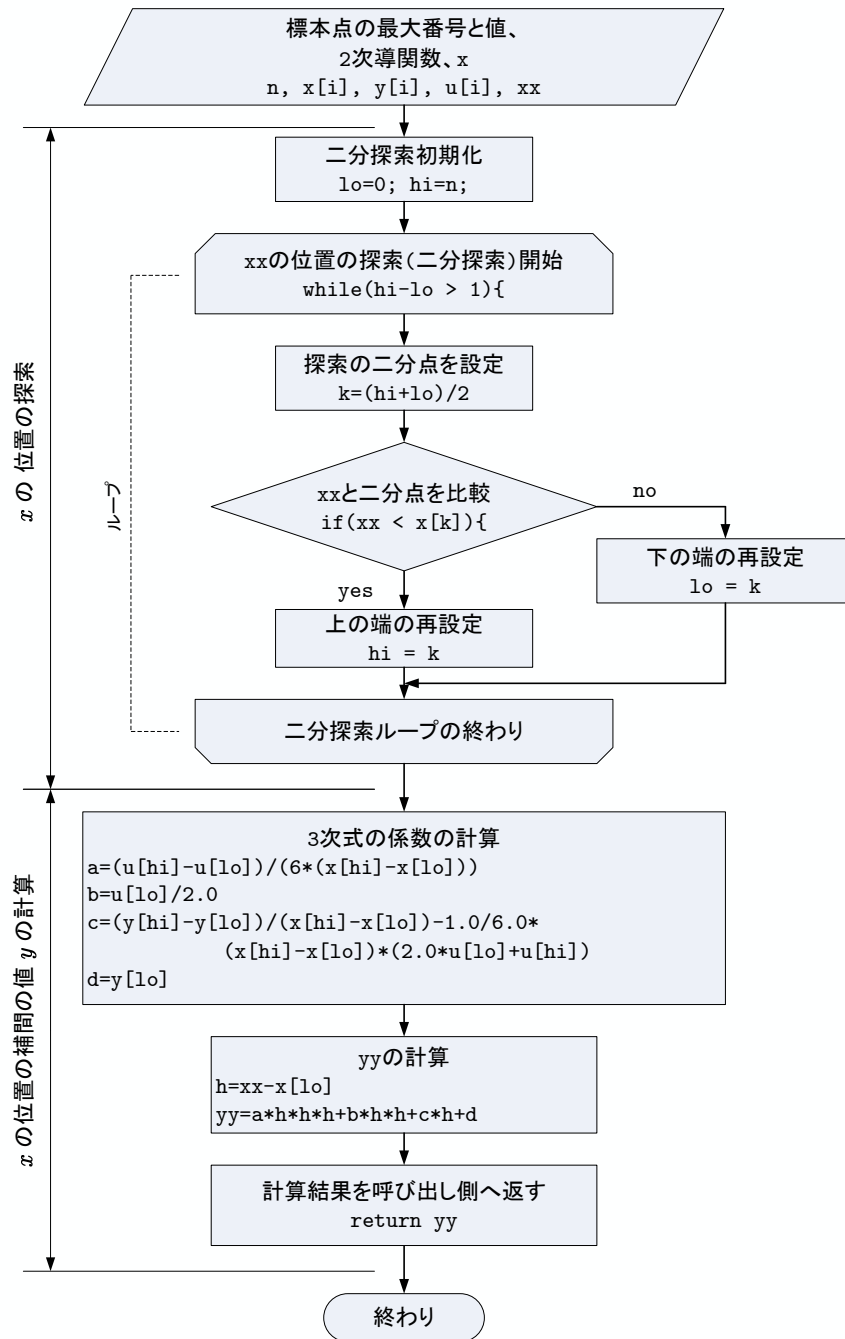 標本点の最大番号と値、
2次導関数、x
n, x[i], y[i], u[i], xx
二分探索初期化
lo=0; hi=n;
xxの位置の探索(二分探索)開始
while(hi-lo > 1){
探索の二分点を設定
k=(hi+lo)/2
xxと二分点を比較
if(xx < x[k]){
no
yes
下の端の再設定
lo = k
上の端の再設定
hi = k
二分探索ループの終わり
ループ
x の 位置の探索
3次式の係数の計算
a=(u[hi]-u[lo])/(6*(x[hi]-x[lo]))
b=u[lo]/2.0
c=(y[hi]-y[lo])/(x[hi]-x[lo])-1.0/6.0*
(x[hi]-x[lo])*(2.0*u[lo]+u[hi])
d=y[lo]
yyの計算
h=xx-x[lo]
yy=a*h*h*h+b*h*h+c*h+d
計算結果を呼び出し側へ返す
return yy
x の位置の補間の値 y の計算
終わり